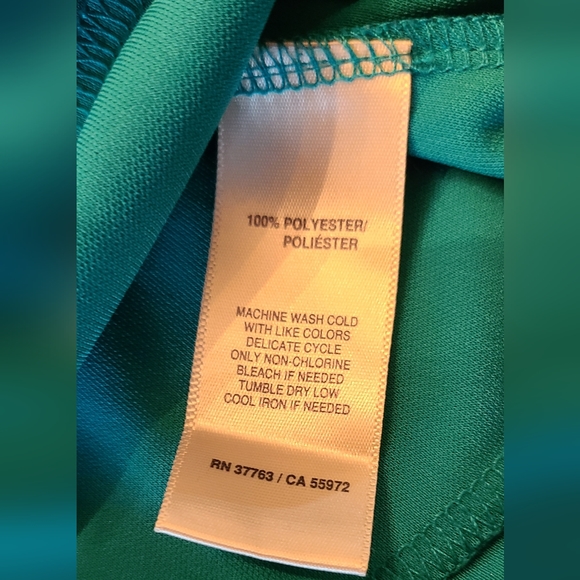 100% POLYESTER/
POLIÉSTER
MACHINE WASH COLD
WITH LIKE COLORS
DELICATE CYCLE
ONLY NON-CHLORINE
BLEACH IF NEEDED
TUMBLE DRY LOW
COOL IRON IF NEEDED
RN 37763 / CA 55972